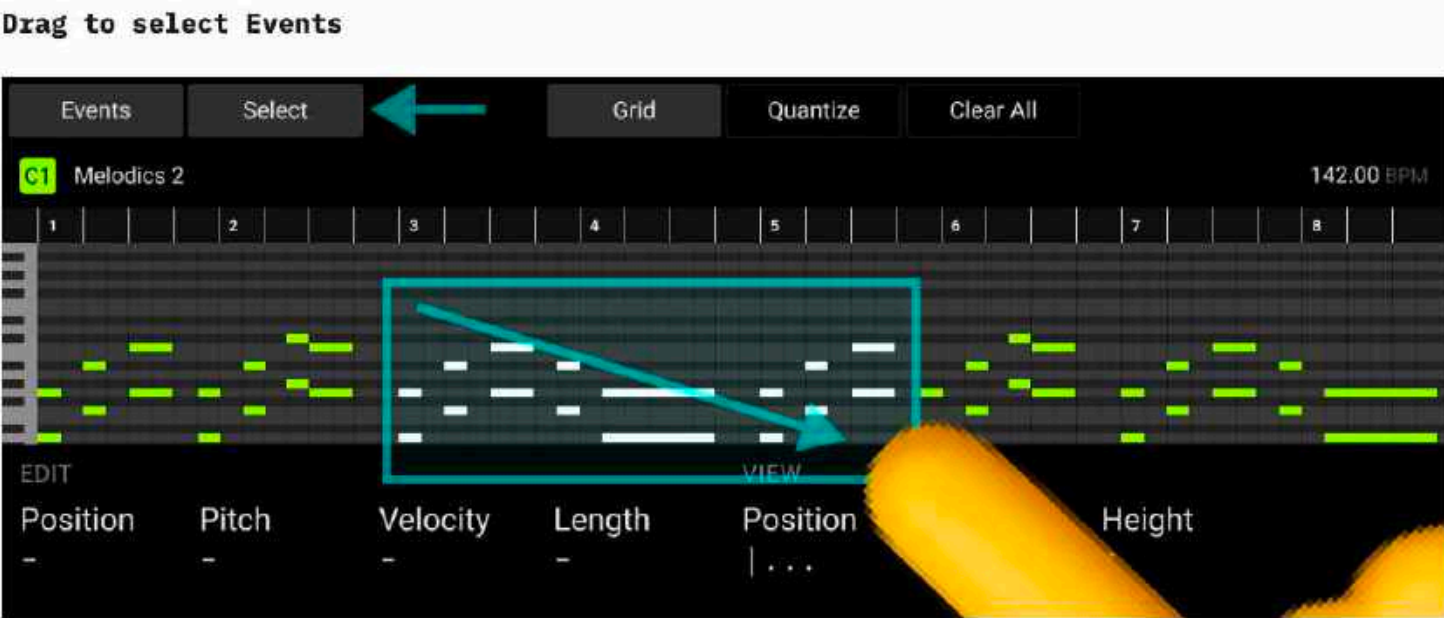 Drag to select Events
Events Select Grid Quantize Clear All
C1 Melodics 2 142.00 BPM
1 2 3 4 5 6 7 8
EDIT VIEW
Position Pitch Velocity Length Position Height
- - - - |...